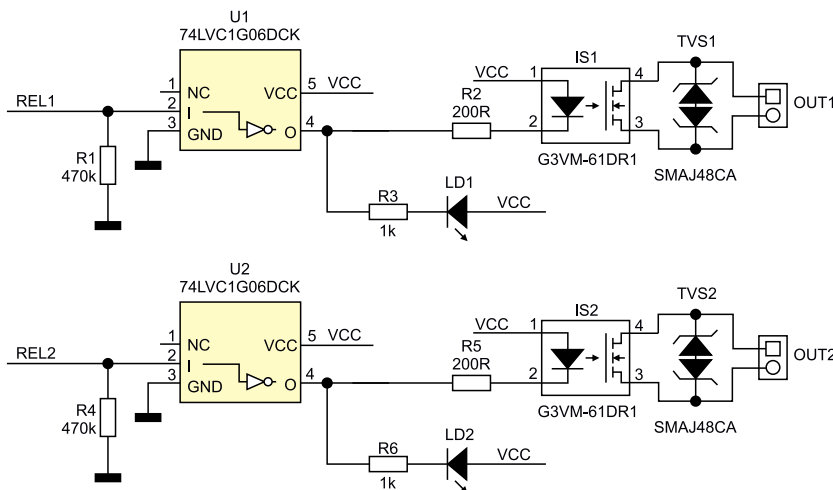 U1
74LVC1G06DCK
1 NC VCC 5 VCC
REL1 2 I
3 GND O 4
R1
470k
R2
200R
R3
1k
LD1
VCC
VCC 1 IS1 4
2 3
G3VM-61DR1
TVS1
SMAJ48CA
OUT1
U2
74LVC1G06DCK
1 NC VCC 5 VCC
REL2 2 I
3 GND O 4
R4
470k
R5
200R
R6
1k
LD2
VCC
VCC 1 IS2 4
2 3
G3VM-61DR1
TVS2
SMAJ48CA
OUT2